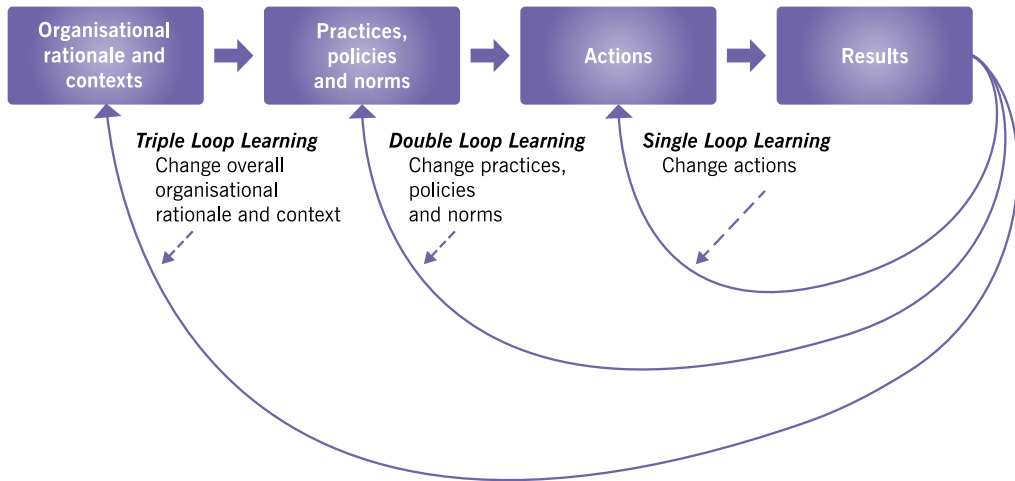 Organisational
rationale and
contexts
Practices,
policies
and norms
Actions
Results
Triple Loop Learning
Change overall
organisational
rationale and context
Double Loop Learning
Change practices,
policies
and norms
Single Loop Learning
Change actions